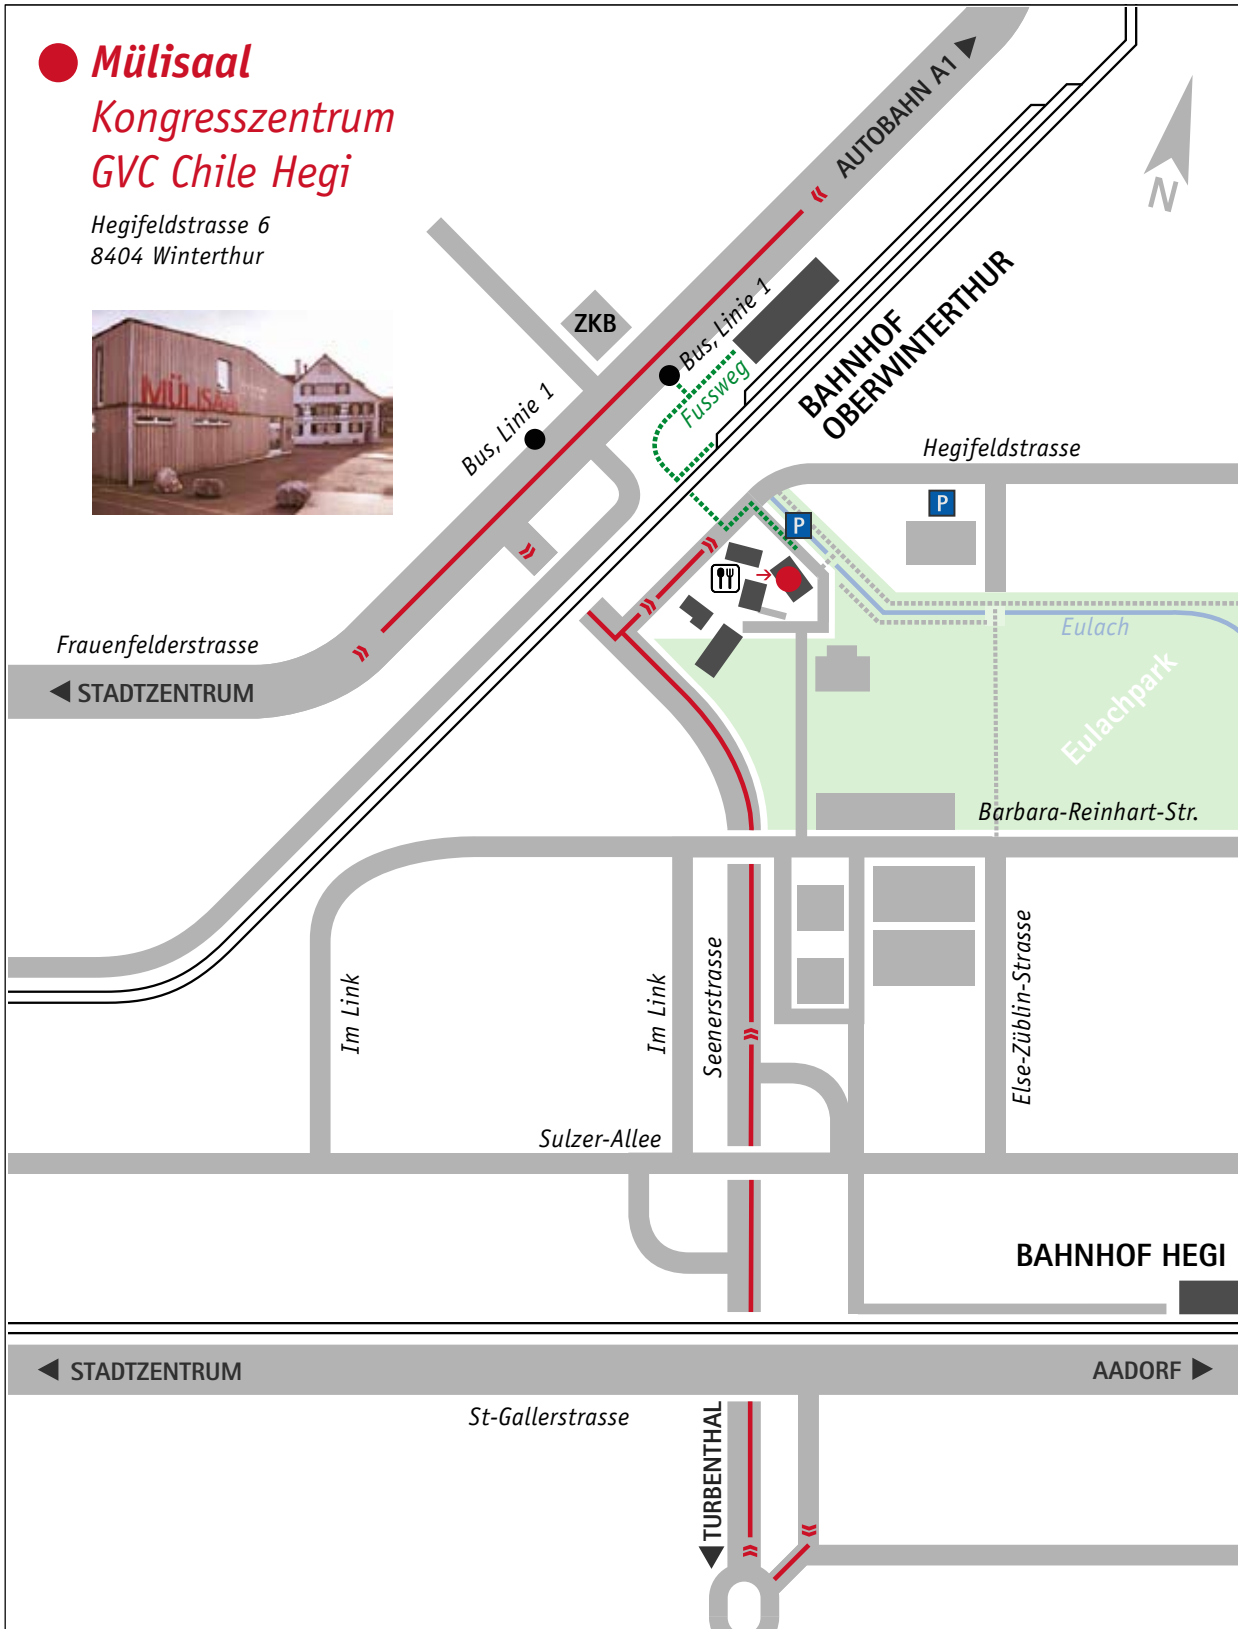 Mülisaal
Kongresszentrum
GVC Chile Hegi
Hegifeldstrasse 6
8404 Winterthur
MÜLISAAL
AUTOBAHN A1
N
ZKB
Bus, Linie 1
Bus, Linie 1
Fussweg
BAHNHOF
OBERWINTERTHUR
Hegifeldstrasse
P
P
Frauenfelderstrasse
STADTZENTRUM
Eulach
Eulachpark
Barbara-Reinhart-Str.
Im Link
Im Link
Seenerstrasse
Else-Züblin-Strasse
Sulzer-Allee
BAHNHOF HEGI
STADTZENTRUM
AADORF
St-Gallerstrasse
TURBENTHAL